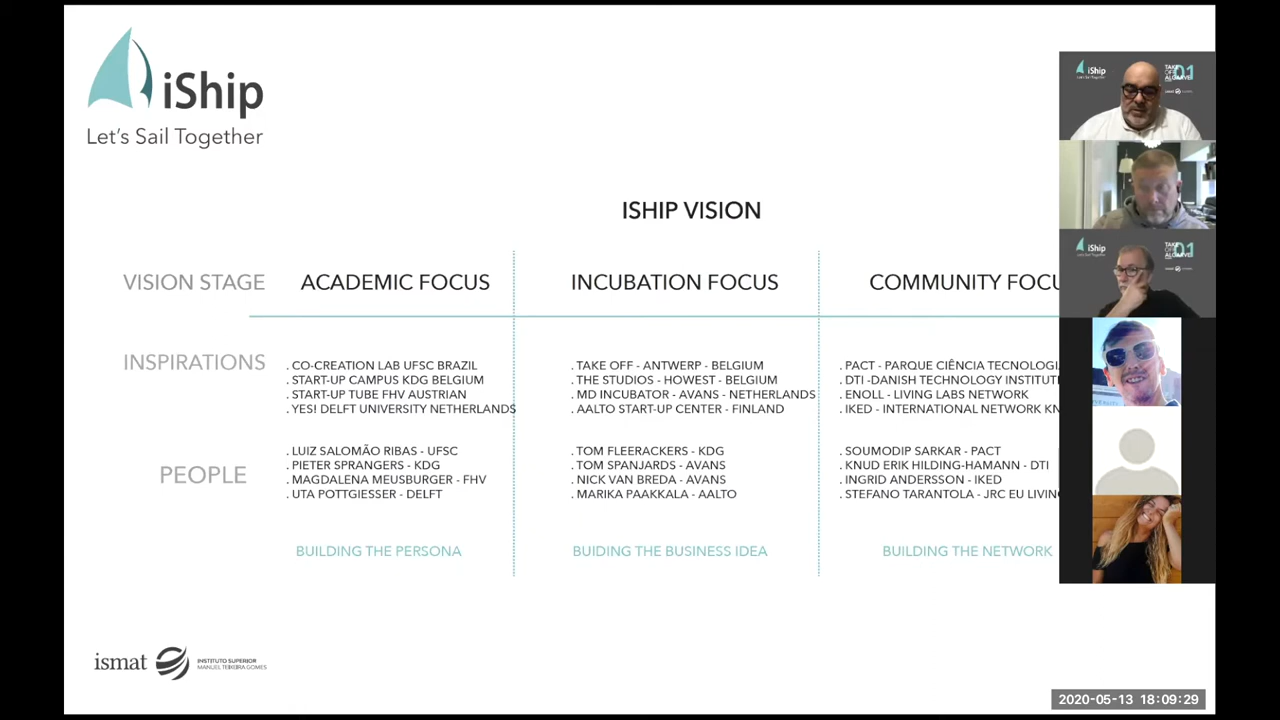 iShip
Let's Sail Together
ISHIP VISION
VISION STAGE
ACADEMIC FOCUS
INCUBATION FOCUS
COMMUNITY FOCU
INSPIRATIONS
. CO-CREATION LAB UFSC BRAZIL
. START-UP CAMPUS KDG BELGIUM
. START-UP TUBE FHV AUSTRIAN
. YES! DELFT UNIVERSITY NETHERLANDS
. TAKE OFF - ANTWERP - BELGIUM
. THE STUDIOS - HOWEST - BELGIUM
. MD INCUBATOR - AVANS - NETHERLANDS
. AALTO START-UP CENTER - FINLAND
. PACT - PARQUE CIÊNCIA TECNOLOGI
. DTI -DANISH TECHNOLOGY INSTITUT
. ENOLL - LIVING LABS NETWORK
. IKED - INTERNATIONAL NETWORK KN
PEOPLE
. LUIZ SALOMÃO RIBAS - UFSC
. PIETER SPRANGERS - KDG
. MAGDALENA MEUSBURGER - FHV
. UTA POTTGIESSER - DELFT
. TOM FLEERACKERS - KDG
. TOM SPANJARDS - AVANS
. NICK VAN BREDA - AVANS
. MARIKA PAAKKALA - AALTO
. SOUMODIP SARKAR - PACT
. KNUD ERIK HILDING-HAMANN - DTI
. INGRID ANDERSSON - IKED
. STEFANO TARANTOLA - JRC EU LIVIN
BUILDING THE PERSONA
BUIDING THE BUSINESS IDEA
BUILDING THE NETWORK
ismat
INSTITUTO SUPERIOR
MANUEL TEIXEIRA GOMES
iShip
iShip
2020-05-13 18:09:29